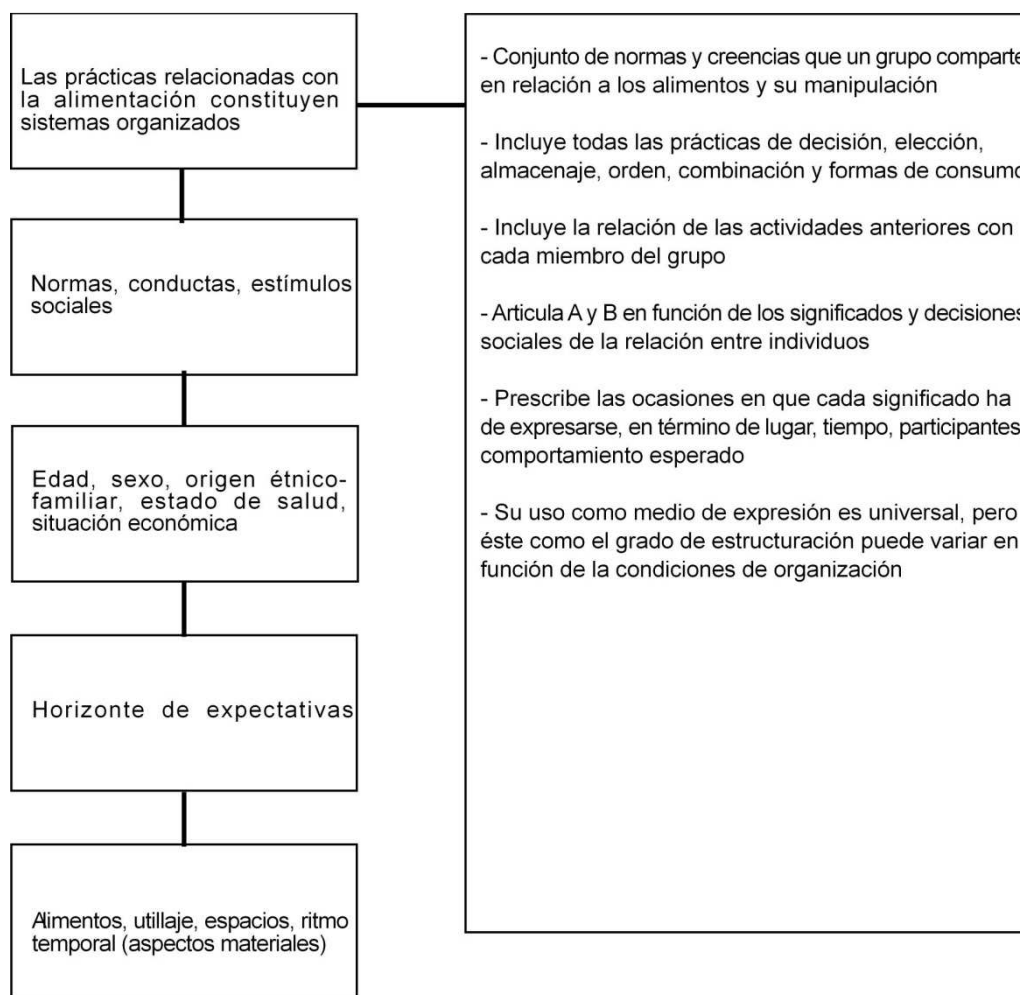 Las prácticas relacionadas con
la alimentación constituyen
sistemas organizados
Normas, conductas, estímulos
sociales
Edad, sexo, origen étnico-
familiar, estado de salud,
situación económica
Horizonte de expectativas
Alimentos, utillaje, espacios, ritmo
temporal (aspectos materiales)
- Conjunto de normas y creencias que un grupo comparte
en relación a los alimentos y su manipulación
- Incluye todas las prácticas de decisión, elección,
almacenaje, orden, combinación y formas de consumo
- Incluye la relación de las actividades anteriores con
cada miembro del grupo
- Articula A y B en función de los significados y decisiones
sociales de la relación entre individuos
- Prescribe las ocasiones en que cada significado ha
de expresarse, en término de lugar, tiempo, participantes
comportamiento esperado
- Su uso como medio de expresión es universal, pero
éste como el grado de estructuración puede variar en
función de la condiciones de organización